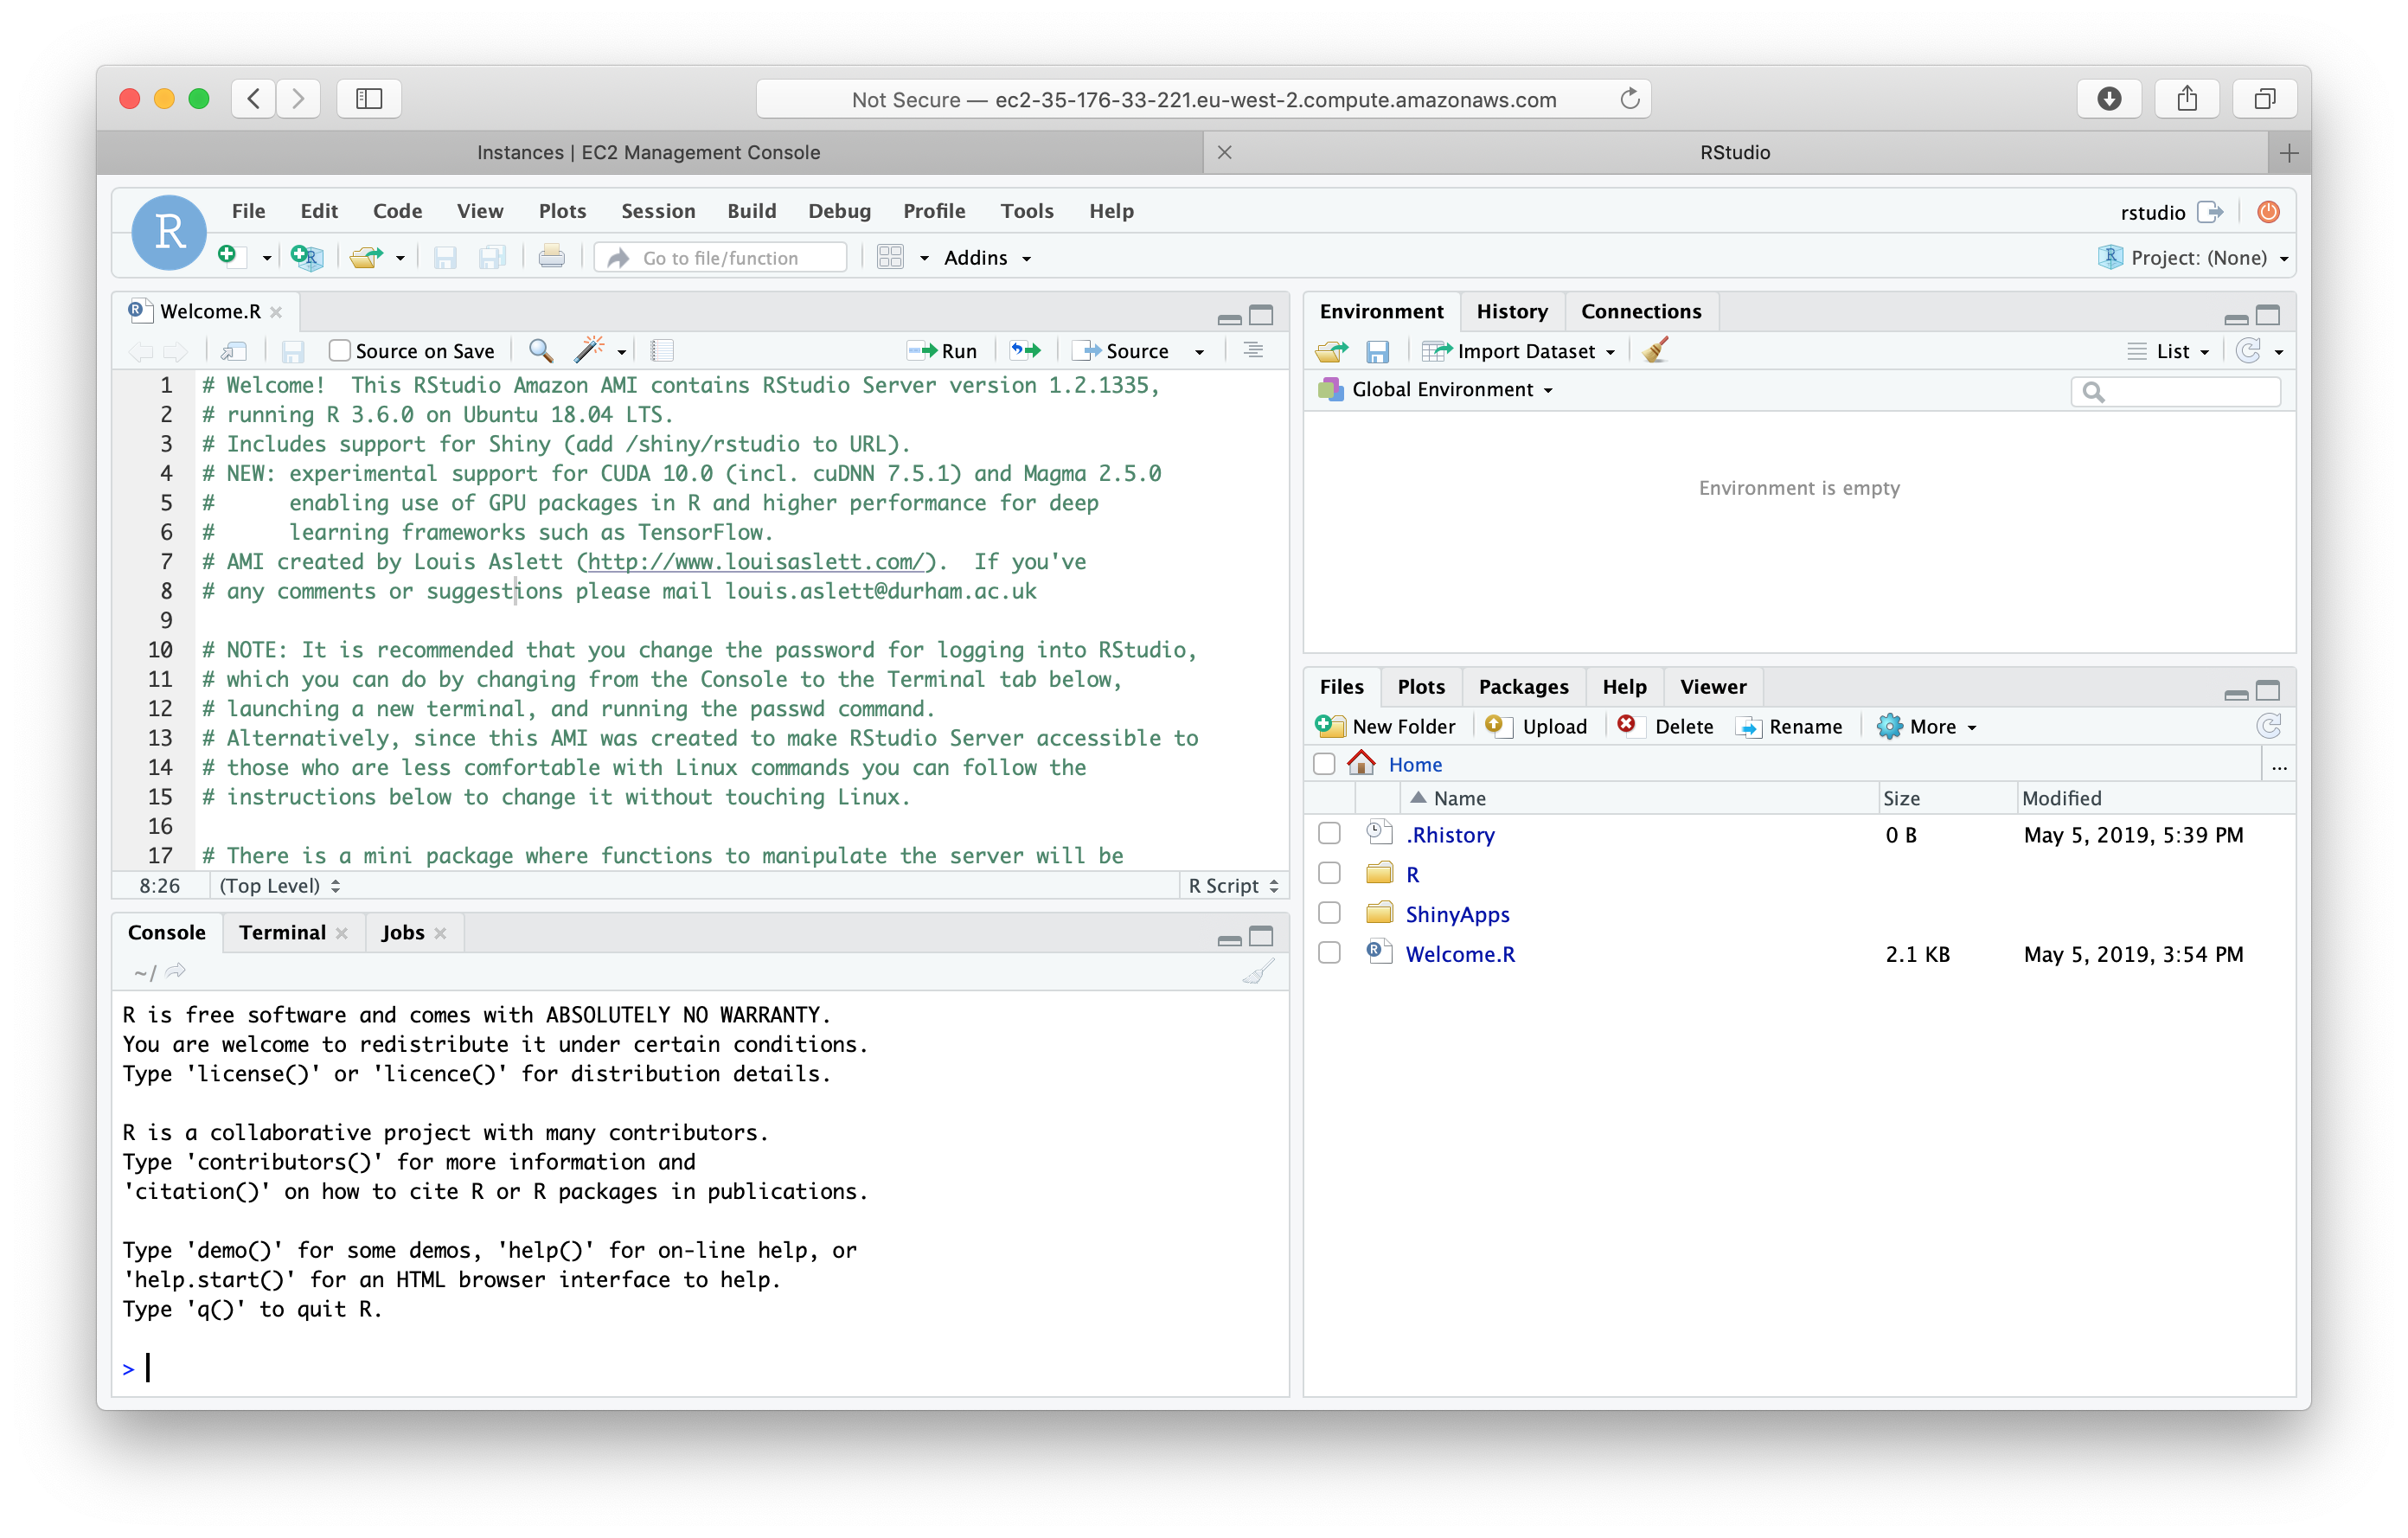 Not Secure — ec2-35-176-33-221.eu-west-2.compute.amazonaws.com
Instances | EC2 Management Console
RStudio
R
File Edit Code View Plots Session Build Debug Profile Tools Help
rstudio
Go to file/function
Addins
Project: (None)
Welcome.R
Source on Save
Run
Source
1 # Welcome!  This RStudio Amazon AMI contains RStudio Server version 1.2.1335,
2 # running R 3.6.0 on Ubuntu 18.04 LTS.
3 # Includes support for Shiny (add /shiny/rstudio to URL).
4 # NEW: experimental support for CUDA 10.0 (incl. cuDNN 7.5.1) and Magma 2.5.0
5 #      enabling use of GPU packages in R and higher performance for deep
6 #      learning frameworks such as TensorFlow.
7 # AMI created by Louis Aslett (http://www.louisaslett.com/).  If you've
8 # any comments or suggestions please mail louis.aslett@durham.ac.uk
9
10 # NOTE: It is recommended that you change the password for logging into RStudio,
11 # which you can do by changing from the Console to the Terminal tab below,
12 # launching a new terminal, and running the passwd command.
13 # Alternatively, since this AMI was created to make RStudio Server accessible to
14 # those who are less comfortable with Linux commands you can follow the
15 # instructions below to change it without touching Linux.
16
17 # There is a mini package where functions to manipulate the server will be
8:26 (Top Level) R Script
Console Terminal Jobs
~/
R is free software and comes with ABSOLUTELY NO WARRANTY.
You are welcome to redistribute it under certain conditions.
Type 'license()' or 'licence()' for distribution details.
R is a collaborative project with many contributors.
Type 'contributors()' for more information and
'citation()' on how to cite R or R packages in publications.
Type 'demo()' for some demos, 'help()' for on-line help, or
'help.start()' for an HTML browser interface to help.
Type 'q()' to quit R.
>
Environment History Connections
Import Dataset
List
Global Environment
Environment is empty
Files Plots Packages Help Viewer
New Folder Upload Delete Rename More
Home ...
Name Size Modified
.Rhistory 0 B May 5, 2019, 5:39 PM
R
ShinyApps
Welcome.R 2.1 KB May 5, 2019, 3:54 PM